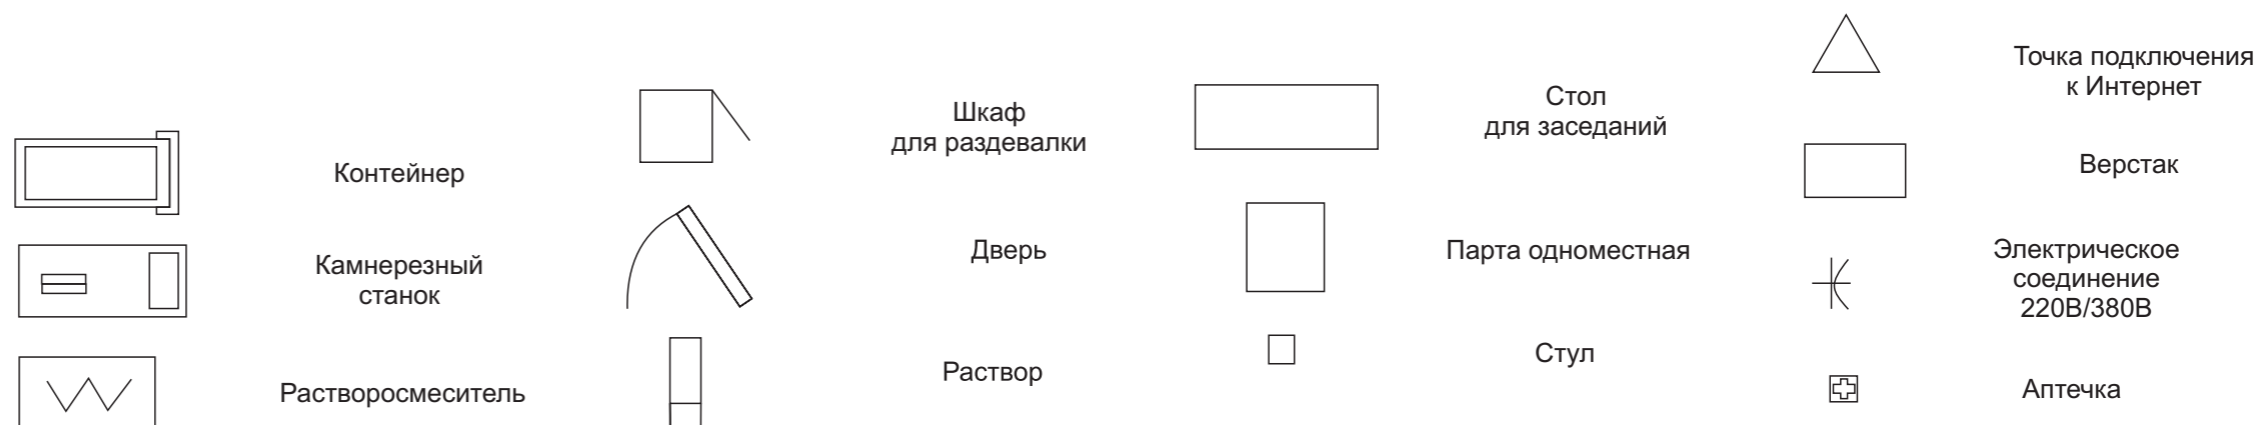 Контейнер
Камнерезный
станок
Растворосмеситель
Шкаф
для раздевалки
Дверь
Раствор
Стол
для заседаний
Парта одноместная
Стул
Точка подключения
к Интернет
Верстак
Электрическое
соединение
220В/380В
Аптечка